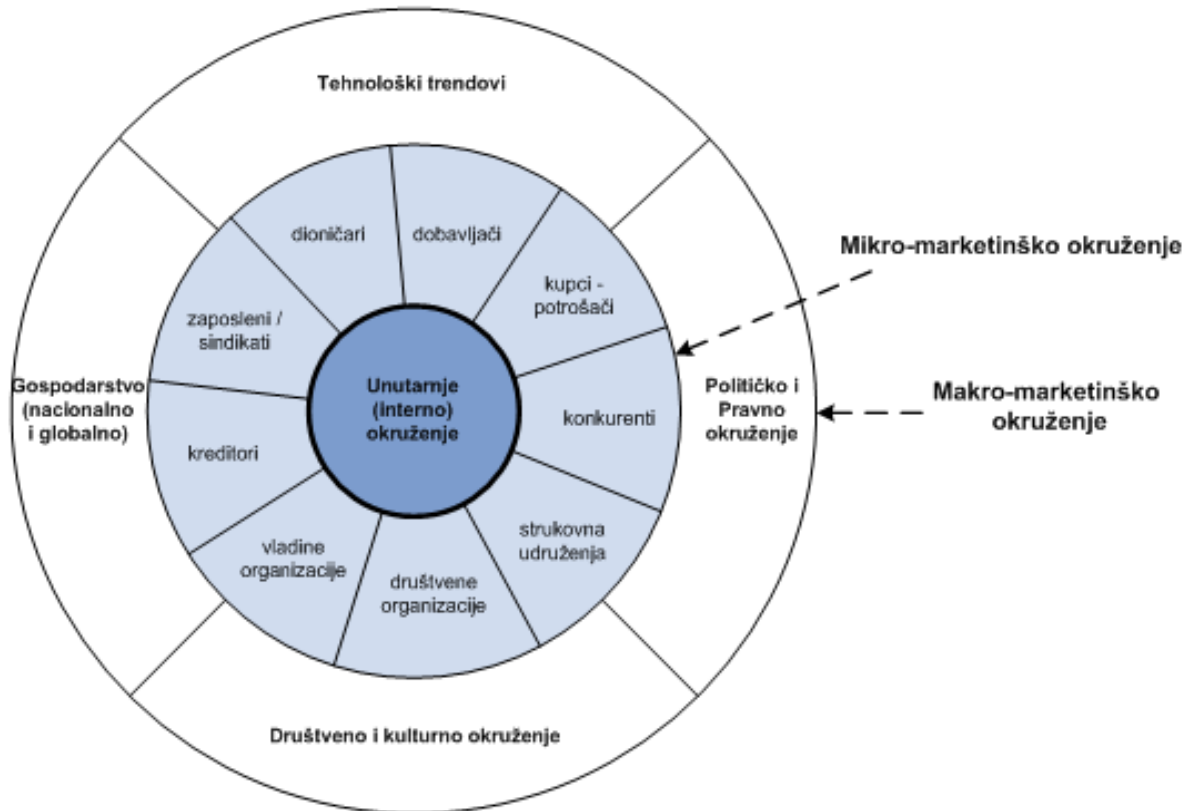 Tehnološki trendovi
dioničari
dobavljači
kupci -
potrošači
Mikro-marketinško okruženje
zaposleni /
sindikati
Gospodarstvo
(nacionalno
i globalno)
Unutarnje
(interno)
okruženje
konkurenti
Političko i
Pravno
okruženje
Makro-marketinško
okruženje
kreditori
strukovna
udruženja
vladine
organizacije
društvene
organizacije
Društveno i kulturno okruženje